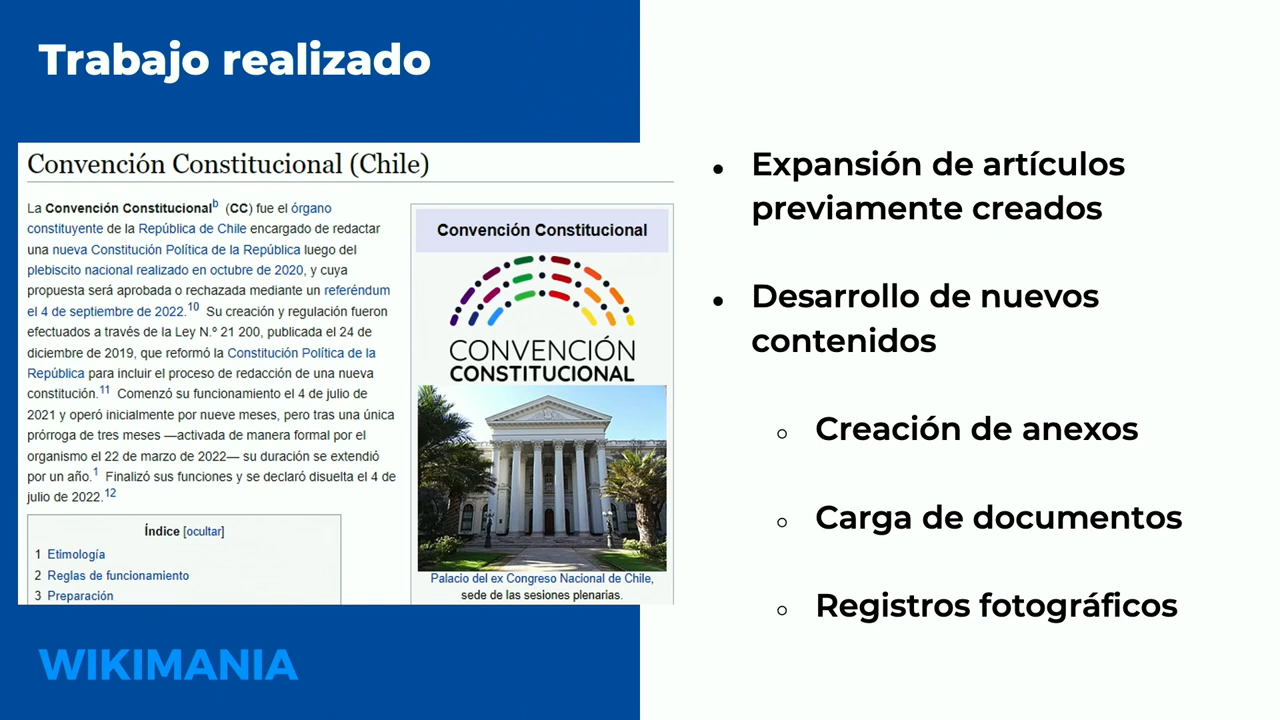 Trabajo realizado
Convención Constitucional (Chile)
La Convención Constitucionalb (CC) fue el órgano
constituyente de la República de Chile encargado de redactar
una nueva Constitución Política de la República luego del
plebiscito nacional realizado en octubre de 2020, y cuya
propuesta será aprobada o rechazada mediante un referéndum
el 4 de septiembre de 2022.10 Su creación y regulación fueron
efectuados a través de la Ley N.º 21 200, publicada el 24 de
diciembre de 2019, que reformó la Constitución Política de la
República para incluir el proceso de redacción de una nueva
constitución.11 Comenzó su funcionamiento el 4 de julio de
2021 y operó inicialmente por nueve meses, pero tras una única
prórroga de tres meses —activada de manera formal por el
organismo el 22 de marzo de 2022— su duración se extendió
por un año.1 Finalizó sus funciones y se declaró disuelta el 4 de
julio de 2022.12
Índice [ocultar]
1 Etimología
2 Reglas de funcionamiento
3 Preparación
Convención Constitucional
CONVENCIÓN
CONSTITUCIONAL
Palacio del ex Congreso Nacional de Chile,
sede de las sesiones plenarias.
WIKIMANIA
• Expansión de artículos
previamente creados
• Desarrollo de nuevos
contenidos
○ Creación de anexos
○ Carga de documentos
○ Registros fotográficos